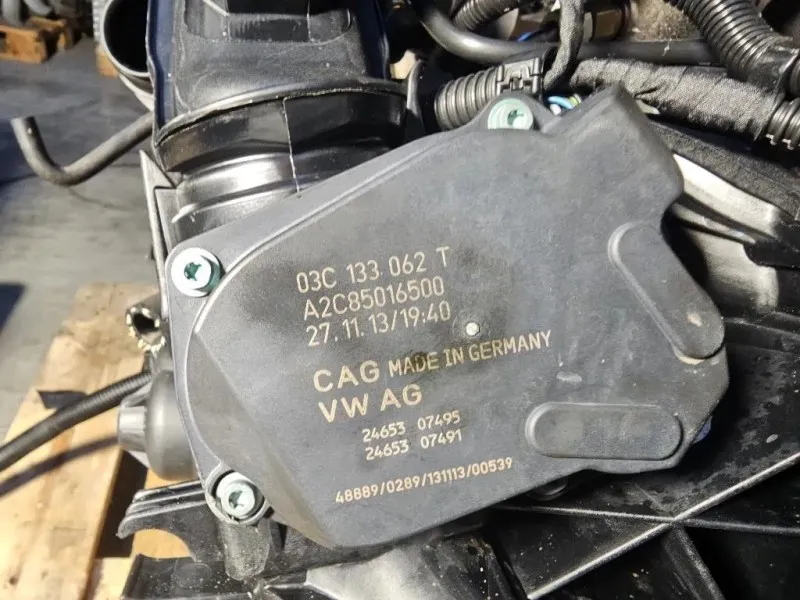 03C 133 062 T
A2C85016500
27.11.13/19:40
CAG MADE IN GERMANY
VW AG
24653 07495
24653 07491
48889/0289/131113/00539